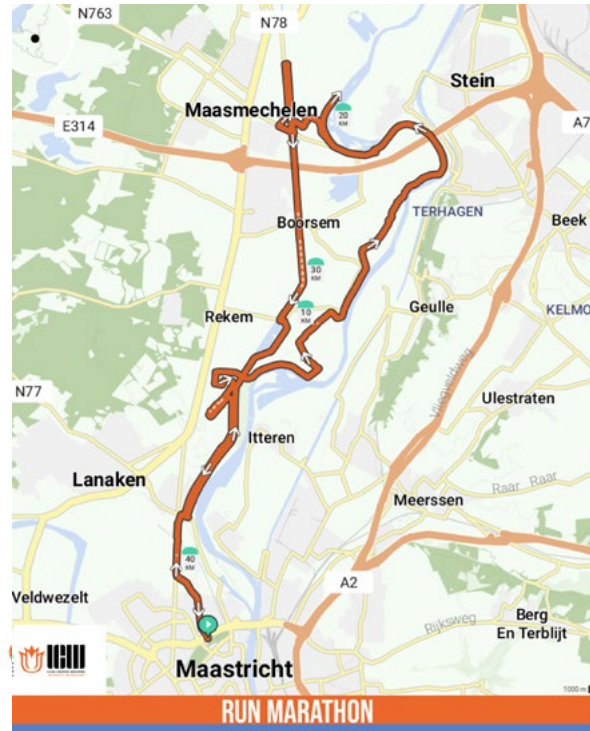 N763
N78
Stein
Maasmechelen
20
KM
E314
A7
TERHAGEN
Boorsem
Beek
30
KM
10
KM
Rekem
Geulle
KELMO
Vliegveldweg
N77
Ulestraten
Itteren
Lanaken
Raar Raar
Meerssen
40
KM
A2
Veldwezelt
Rijksweg
Berg
En Terblijt
Maastricht
1000 m
RUN MARATHON